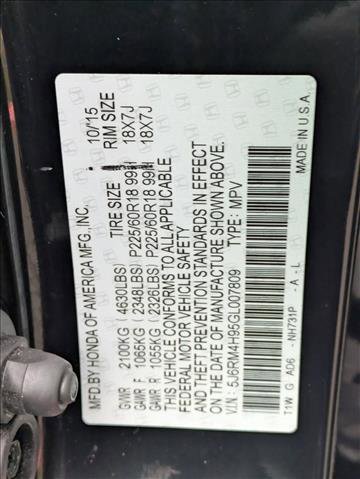 MFD.BY HONDA OF AMERICA MFG.,INC. 10/15
TIRE SIZE RIM SIZE
GVWR 2100KG ( 4630LBS)
GAWR F 1065KG ( 2348LBS) P225/60R18 99H 18X7J
GAWR R 1055KG ( 2326LBS) P225/60R18 99H 18X7J
THIS VEHICLE CONFORMS TO ALL APPLICABLE
FEDERAL MOTOR VEHICLE SAFETY
AND THEFT PREVENTION STANDARDS IN EFFECT
ON THE DATE OF MANUFACTURE SHOWN ABOVE
V.I.N: 5J6RM4H95GL007809 TYPE: MPV
T1W G AD6 -NH731P -A -L MADE IN U.S.A.